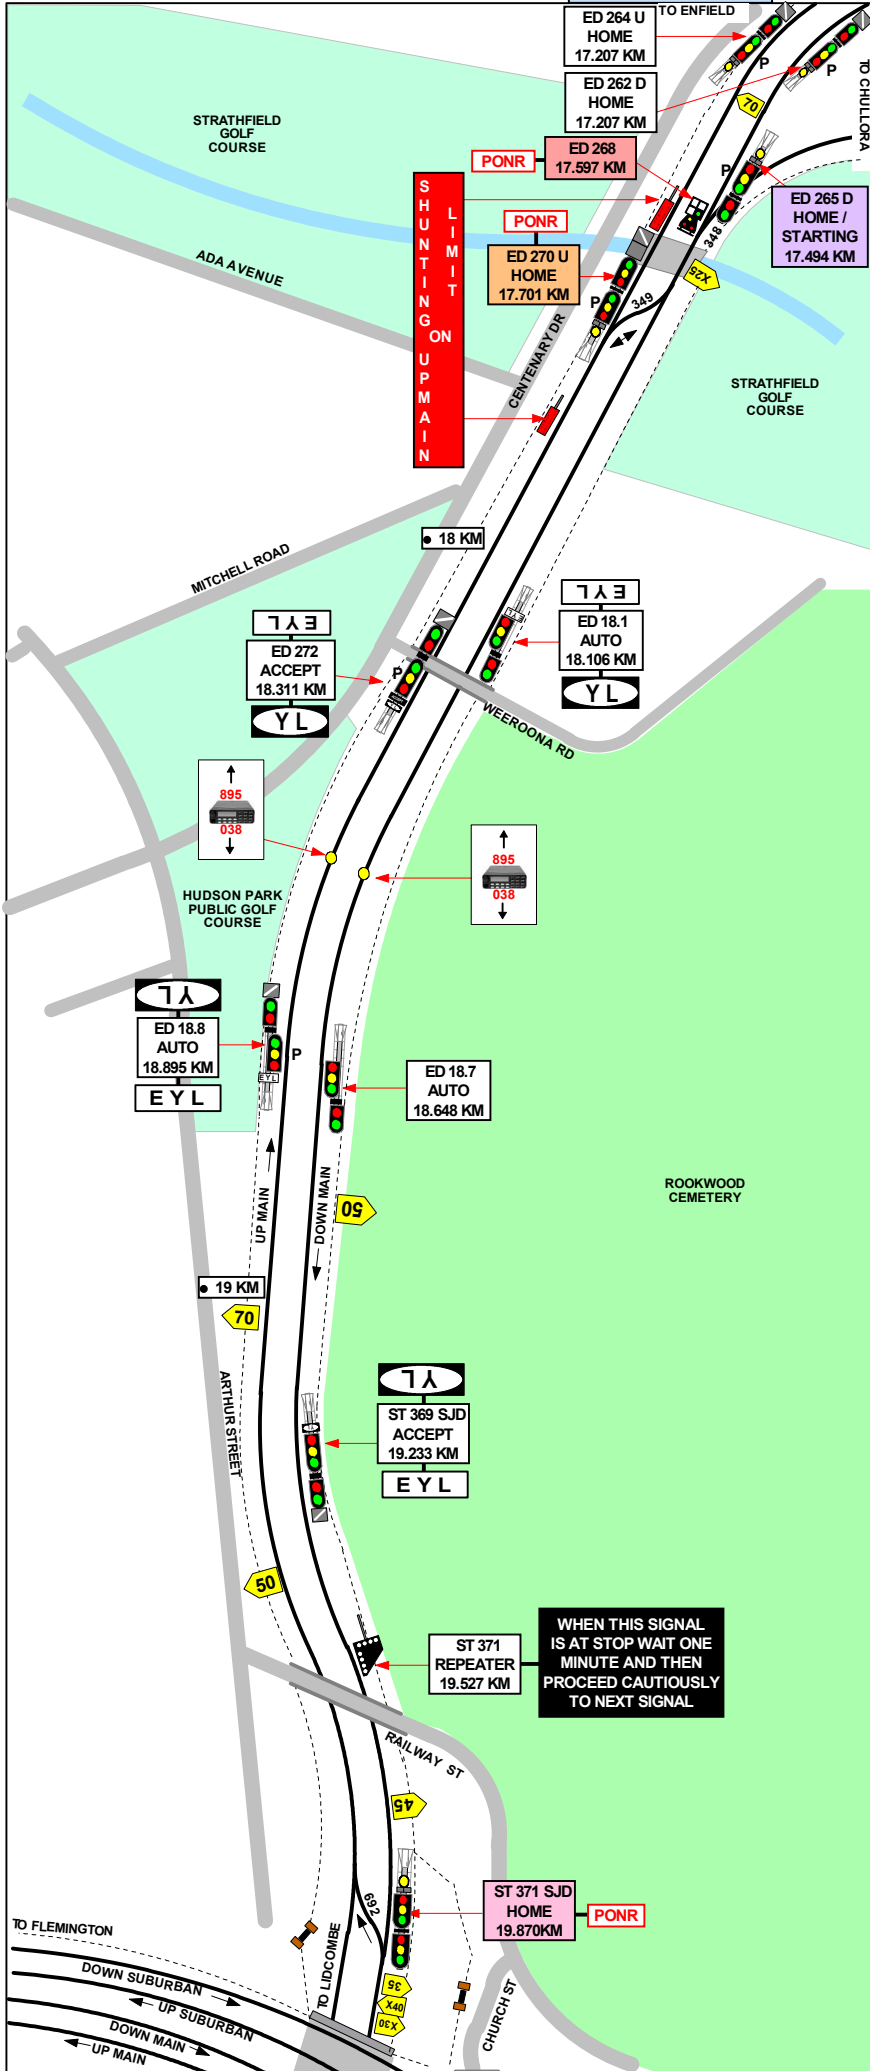 TO ENFIELD
ED 264 U
HOME
17.207 KM
P
P
ED 262 D
HOME
17.207 KM
TO CHULLORA
70
STRATHFIELD
GOLF
COURSE
PONR
ED 268
17.597 KM
P
ED 265 D
HOME /
STARTING
17.494 KM
SHUNTING
LIMIT
ON
UPMAIN
PONR
348
ED 270 U
HOME
17.701 KM
X25
P
349
ADA AVENUE
CENTENARY DR
STRATHFIELD
GOLF
COURSE
18 KM
MITCHELL ROAD
EYL
ED 18.1
AUTO
18.106 KM
YL
EYL
EYL
ED 272
ACCEPT
18.311 KM
YL
P
WEEROONA RD
895
038
895
038
HUDSON PARK
PUBLIC GOLF
COURSE
YL
ED 18.8
AUTO
18.895 KM
EYL
P
EYL
ED 18.7
AUTO
18.648 KM
ROOKWOOD
CEMETERY
UP MAIN
DOWN MAIN
50
19 KM
70
ARTHUR STREET
YL
ST 369 SJD
ACCEPT
19.233 KM
EYL
50
ST 371
REPEATER
19.527 KM
WHEN THIS SIGNAL
IS AT STOP WAIT ONE
MINUTE AND THEN
PROCEED CAUTIOUSLY
TO NEXT SIGNAL
RAILWAY ST
45
ST 371 SJD
HOME
19.870KM
PONR
692
TO FLEMINGTON
TO LIDCOMBE
35
X40
X30
CHURCH ST
DOWN SUBURBAN
UP SUBURBAN
DOWN MAIN
UP MAIN